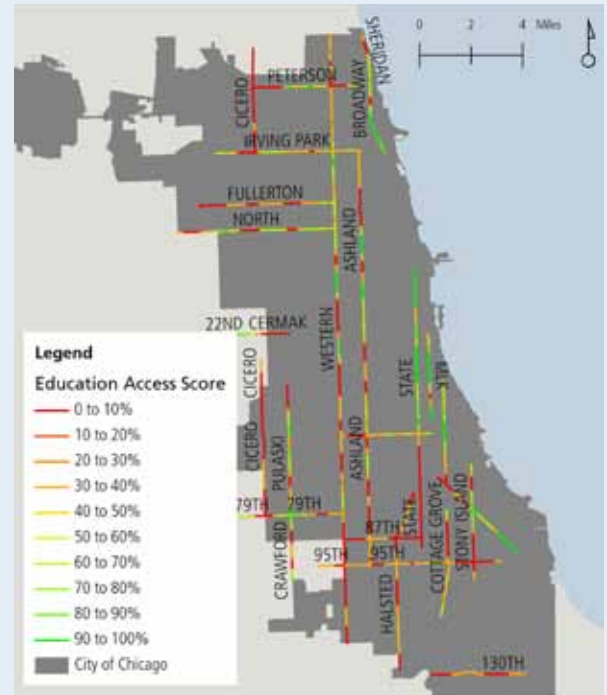 SHERIDAN
0 2 4 Miles
PETERSON
CICERO
BROADWAY
IRVING PARK
FULLERTON
NORTH
ASHLAND
WESTERN
22ND CERMAK
CICERO
STATE
MLK
CICERO
PULASKI
ASHLAND
79TH
79TH
CRAWFORD
87TH
STATE
95TH
95TH
COTTAGE GROVE
STONY ISLAND
HALSTED
130TH
Legend
Education Access Score
0 to 10%
10 to 20%
20 to 30%
30 to 40%
40 to 50%
50 to 60%
60 to 70%
70 to 80%
80 to 90%
90 to 100%
City of Chicago